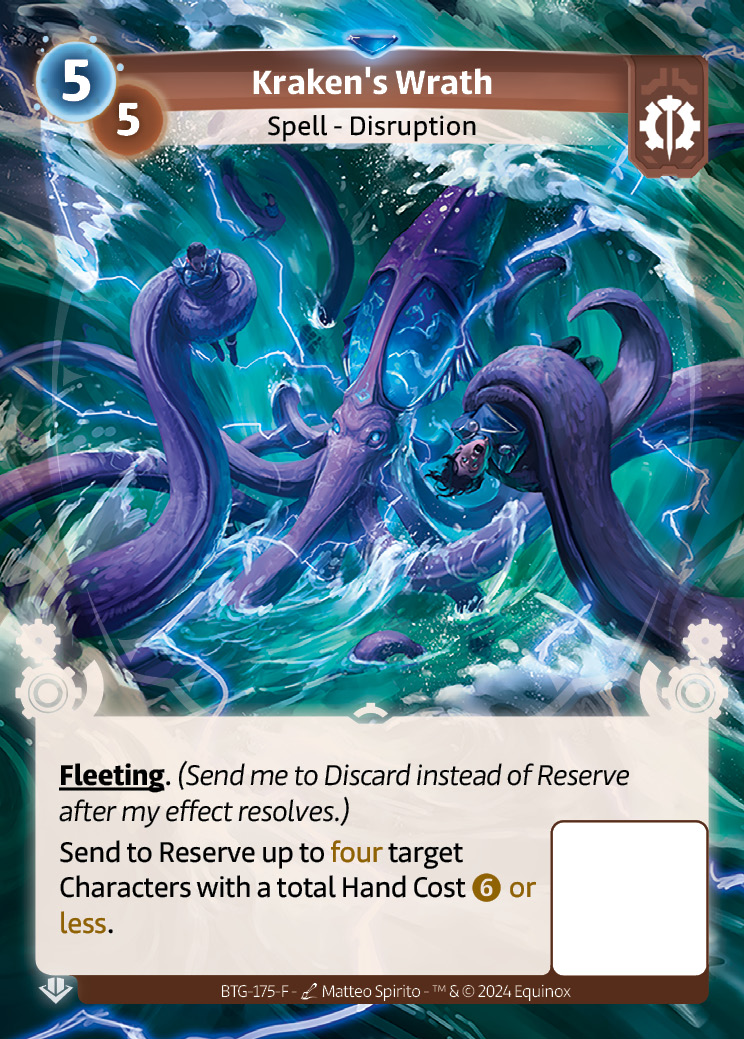 5
Kraken's Wrath
5
Spell - Disruption
Fleeting. (Send me to Discard instead of Reserve
after my effect resolves.)
Send to Reserve up to four target
Characters with a total Hand Cost 6 or
less.
BTG-175-F - Matteo Spirito - ™ & © 2024 Equinox